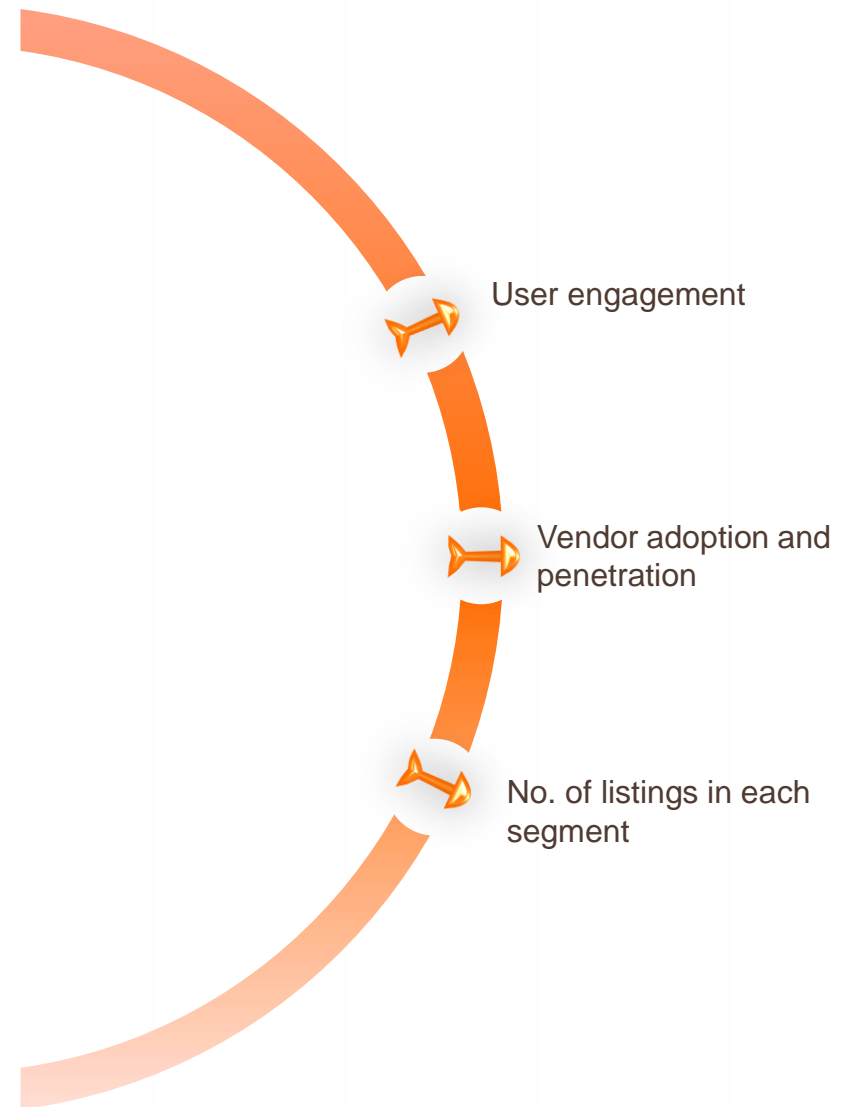 User engagement
Vendor adoption and
penetration
No. of listings in each
segment